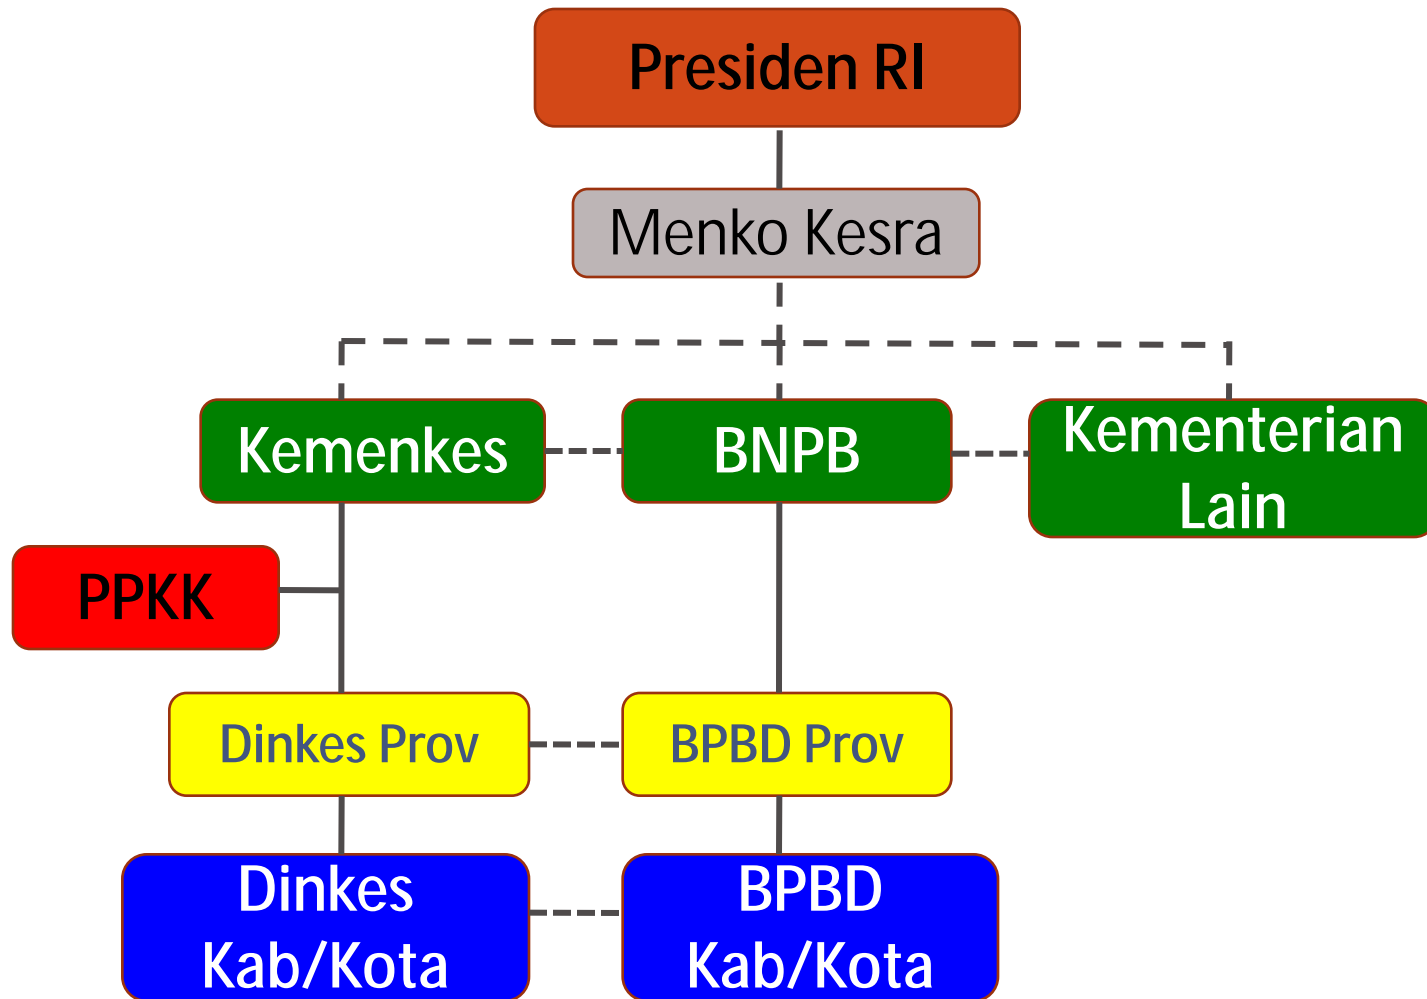 Presiden RI
Menko Kesra
Kemenkes
BNPB
Kementerian
Lain
PPKK
Dinkes Prov
BPBD Prov
Dinkes
Kab/Kota
BPBD
Kab/Kota